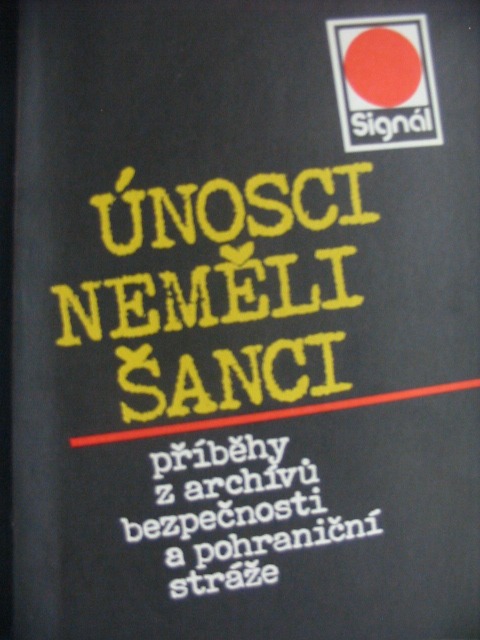 Signál
ÚNOSCI
NEMĚLI
ŠANCI
příběhy
z archívů
bezpečnosti
a pohraniční
stráže